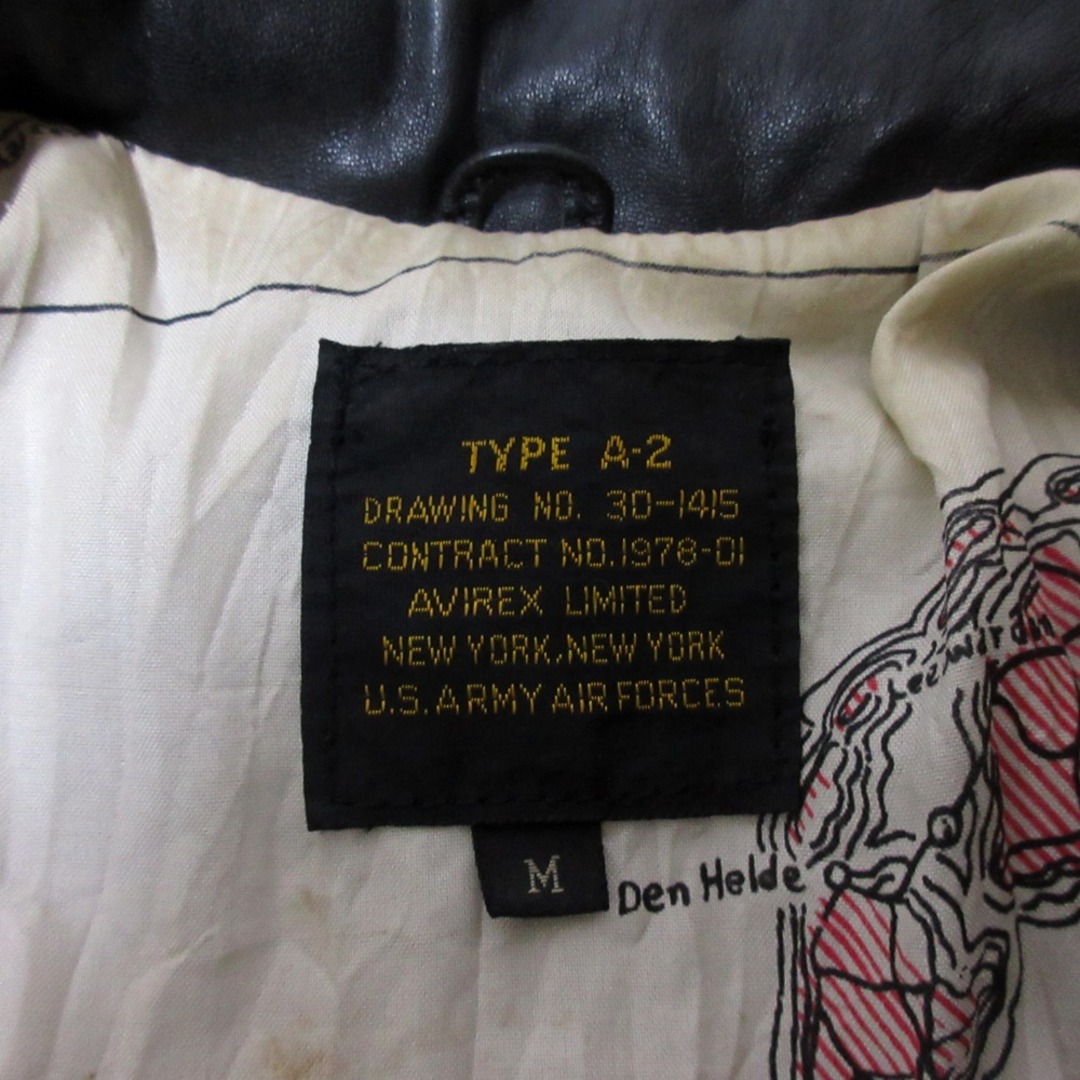 TYPE A-2
DRAWING NO. 30-1415
CONTRACT NO.1978-01
AVIREX LIMITED
NEW YORK, NEW YORK
U.S. ARMY AIR FORCES
M
Den Helde